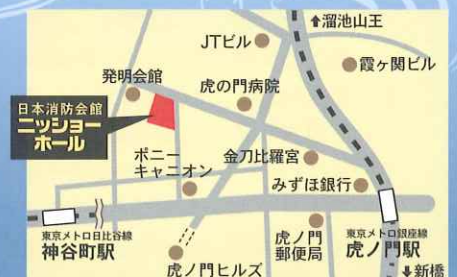 ↑溜池山王
JTビル
霞ヶ関ビル
発明会館
虎の門病院
日本消防会館
ニッショー
ホール
ポニー
キャニオン
金刀比羅宮
みずほ銀行
東京メトロ日比谷線
神谷町駅
虎ノ門
郵便局
東京メトロ銀座線
虎ノ門駅
虎ノ門ヒルズ
↓新橋